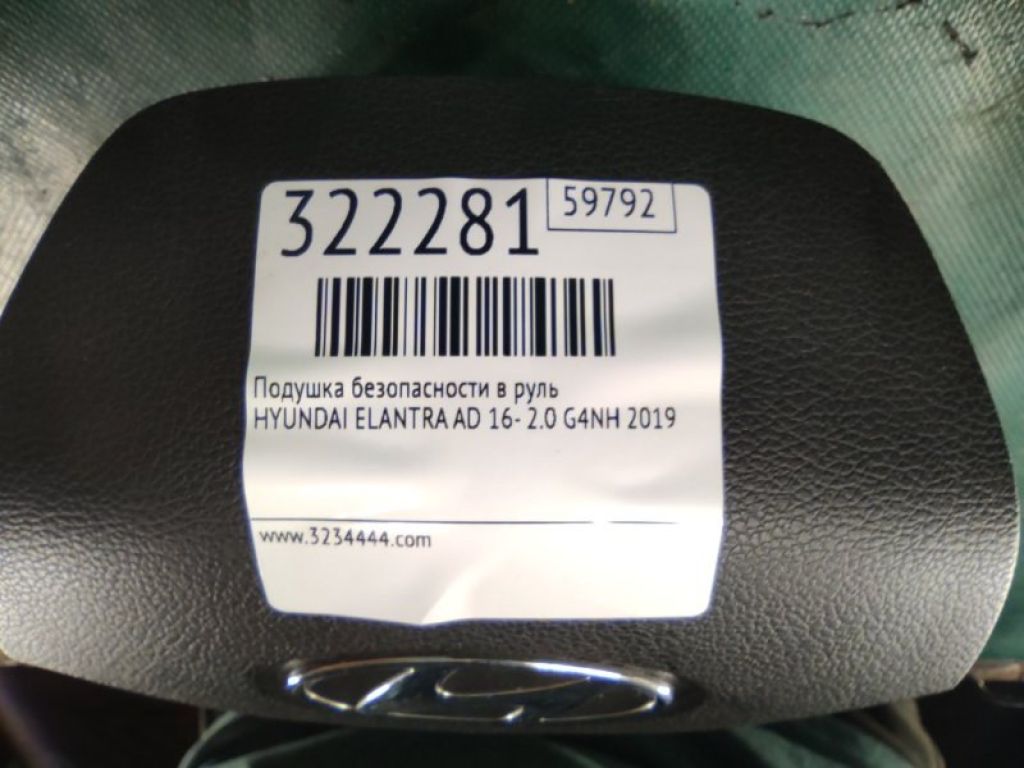 322281
59792
Подушка безопасности в руль
HYUNDAI ELANTRA AD 16- 2.0 G4NH 2019
www.3234444.com